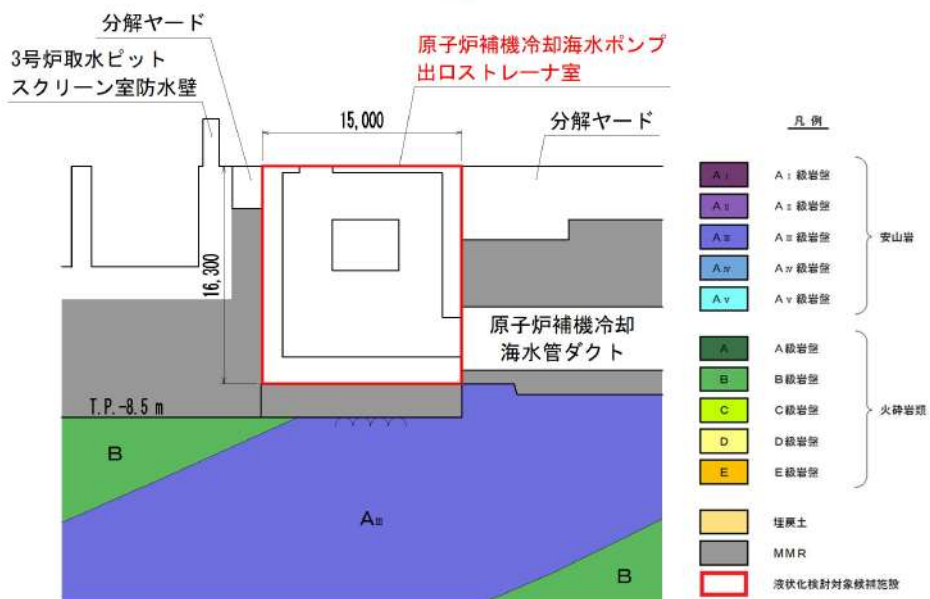 分解ヤード
3号炉取水ピット
スクリーン室防水壁
原子炉補機冷却海水ポンプ
出口ストレーナ室
15,000
分解ヤード
16,300
原子炉補機冷却
海水管ダクト
T.P.-8.5 m
B
AⅢ
B
凡例
AⅠ AⅠ級岩盤
AⅡ AⅡ級岩盤
AⅢ AⅢ級岩盤
AⅣ AⅣ級岩盤
AⅤ AⅤ級岩盤
安山岩
A A級岩盤
B B級岩盤
C C級岩盤
D D級岩盤
E E級岩盤
火砕岩類
埋戻土
MMR
液状化検討対象候補施設